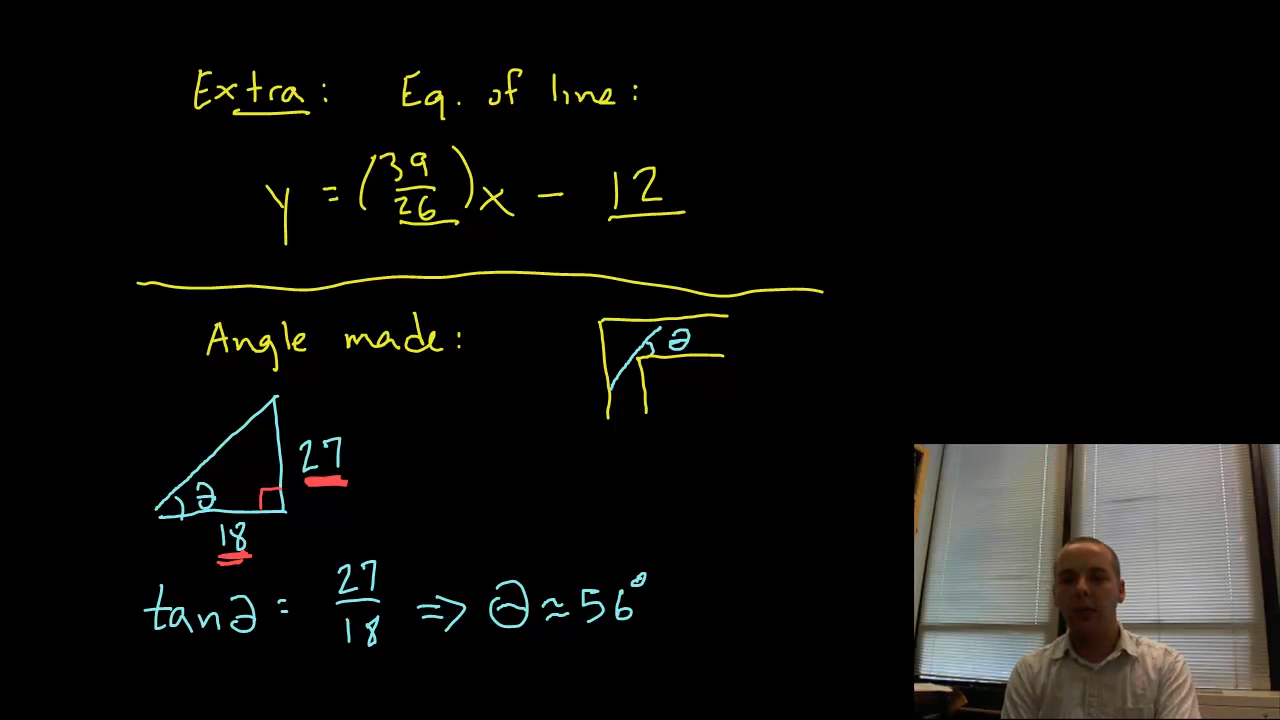 Extra: Eq. of line:
y = (39/26)x - 12
Angle made:
∂
27
∂
18
tan∂ = 27/18 => ∂ ≈ 56°